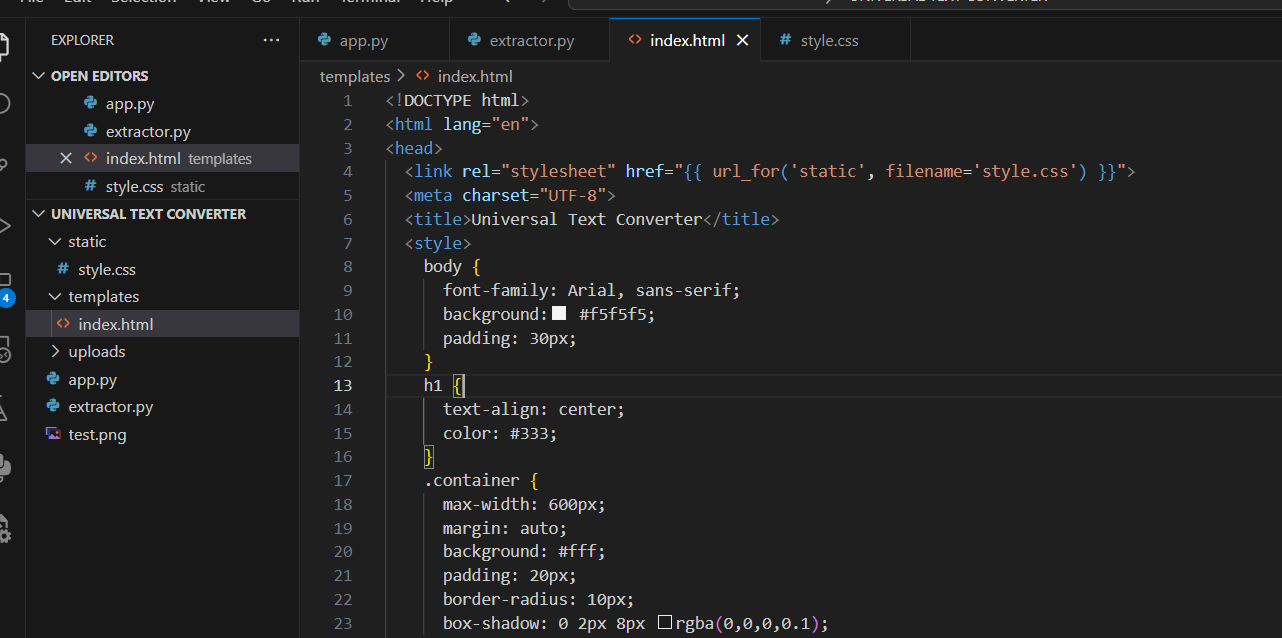 File Edit Selection View Go Run Terminal Help
UNIVERSAL TEXT CONVERTER
EXPLORER ...
OPEN EDITORS
app.py
extractor.py
index.html templates
# style.css static
UNIVERSAL TEXT CONVERTER
static
# style.css
templates
index.html
uploads
app.py
extractor.py
test.png
4
app.py extractor.py index.html # style.css
templates > index.html
1 <!DOCTYPE html>
2 <html lang="en">
3 <head>
4 <link rel="stylesheet" href="{{ url_for('static', filename='style.css') }}">
5 <meta charset="UTF-8">
6 <title>Universal Text Converter</title>
7 <style>
8 body {
9 font-family: Arial, sans-serif;
10 background: #f5f5f5;
11 padding: 30px;
12 }
13 h1 {
14 text-align: center;
15 color: #333;
16 }
17 .container {
18 max-width: 600px;
19 margin: auto;
20 background: #fff;
21 padding: 20px;
22 border-radius: 10px;
23 box-shadow: 0 2px 8px rgba(0,0,0,0.1);